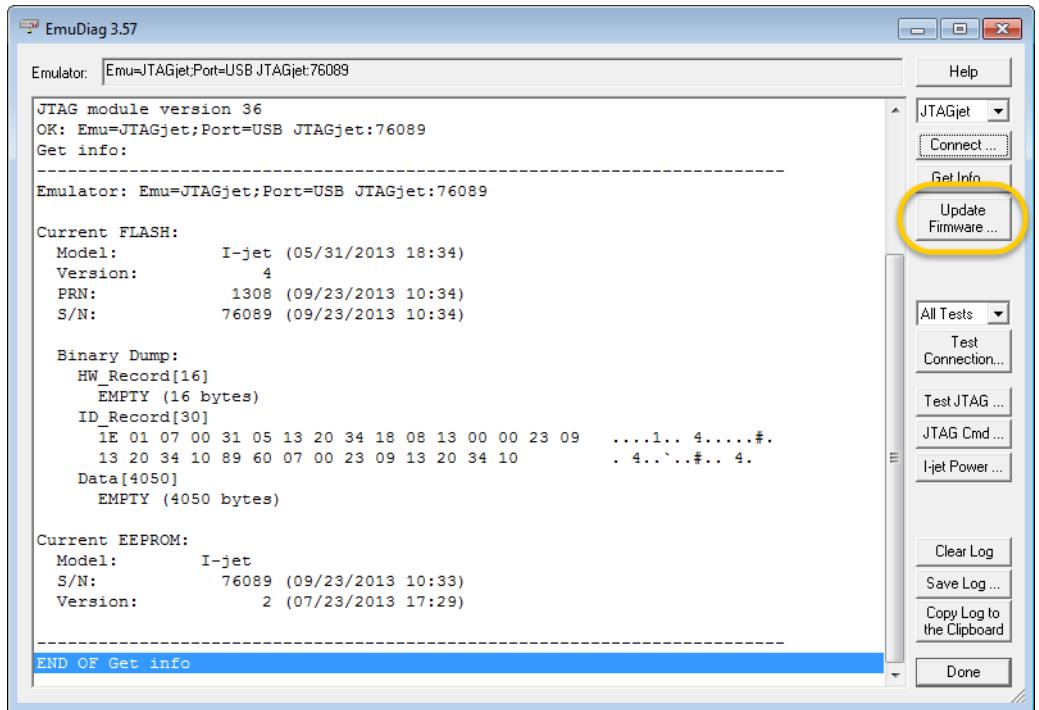 EmuDiag 3.57
Emulator: Emu=JTAGjet;Port=USB JTAGjet:76089
JTAG module version 36
OK: Emu=JTAGjet;Port=USB JTAGjet:76089
Get info:
-------------------------------------------------------------------------
Emulator: Emu=JTAGjet;Port=USB JTAGjet:76089
Current FLASH:
Model: I-jet (05/31/2013 18:34)
Version: 4
PRN: 1308 (09/23/2013 10:34)
S/N: 76089 (09/23/2013 10:34)
Binary Dump:
HW_Record[16]
EMPTY (16 bytes)
ID_Record[30]
1E 01 07 00 31 05 13 20 34 18 08 13 00 00 23 09 ....1.. 4.....#.
13 20 34 10 89 60 07 00 23 09 13 20 34 10 . 4..`..#.. 4.
Data[4050]
EMPTY (4050 bytes)
Current EEPROM:
Model: I-jet
S/N: 76089 (09/23/2013 10:33)
Version: 2 (07/23/2013 17:29)
-------------------------------------------------------------------------
END OF Get info
Help
JTAGjet
Connect ...
Get Info ...
Update
Firmware ...
All Tests
Test
Connection...
Test JTAG ...
JTAG Cmd ...
I-jet Power ...
Clear Log
Save Log ...
Copy Log to
the Clipboard
Done